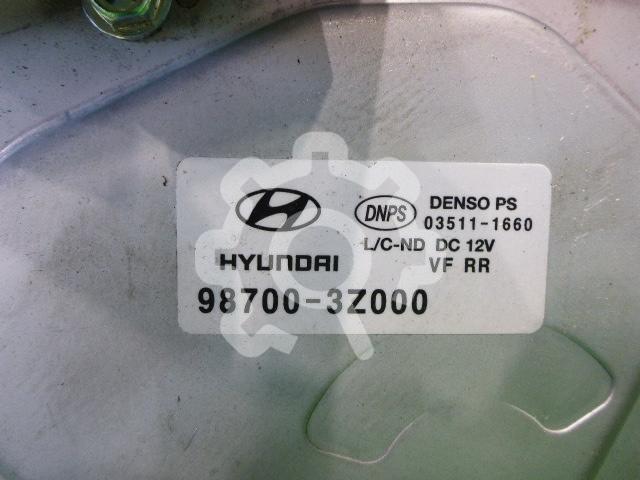 DNPS
DENSO PS
03511-1660
L/C-ND DC 12V
HYUNDAI
VF RR
98700-3Z000